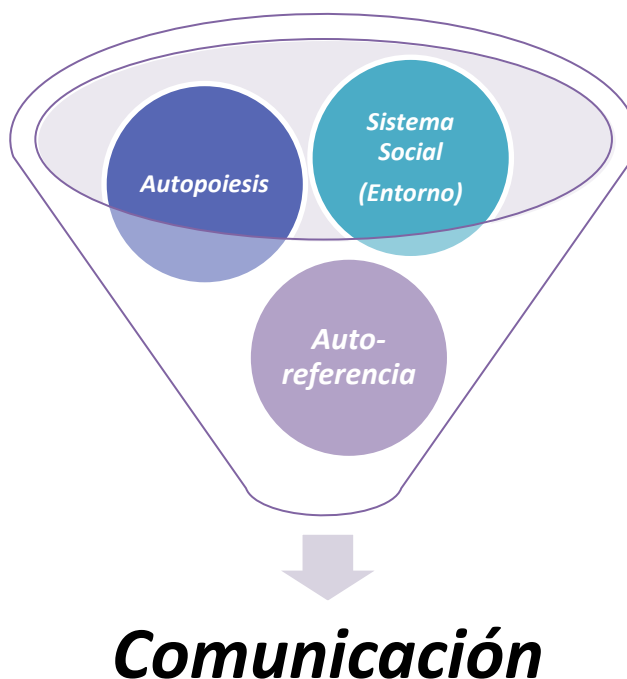 Autopoiesis
Sistema
Social
(Entorno)
Auto-
referencia
Comunicación